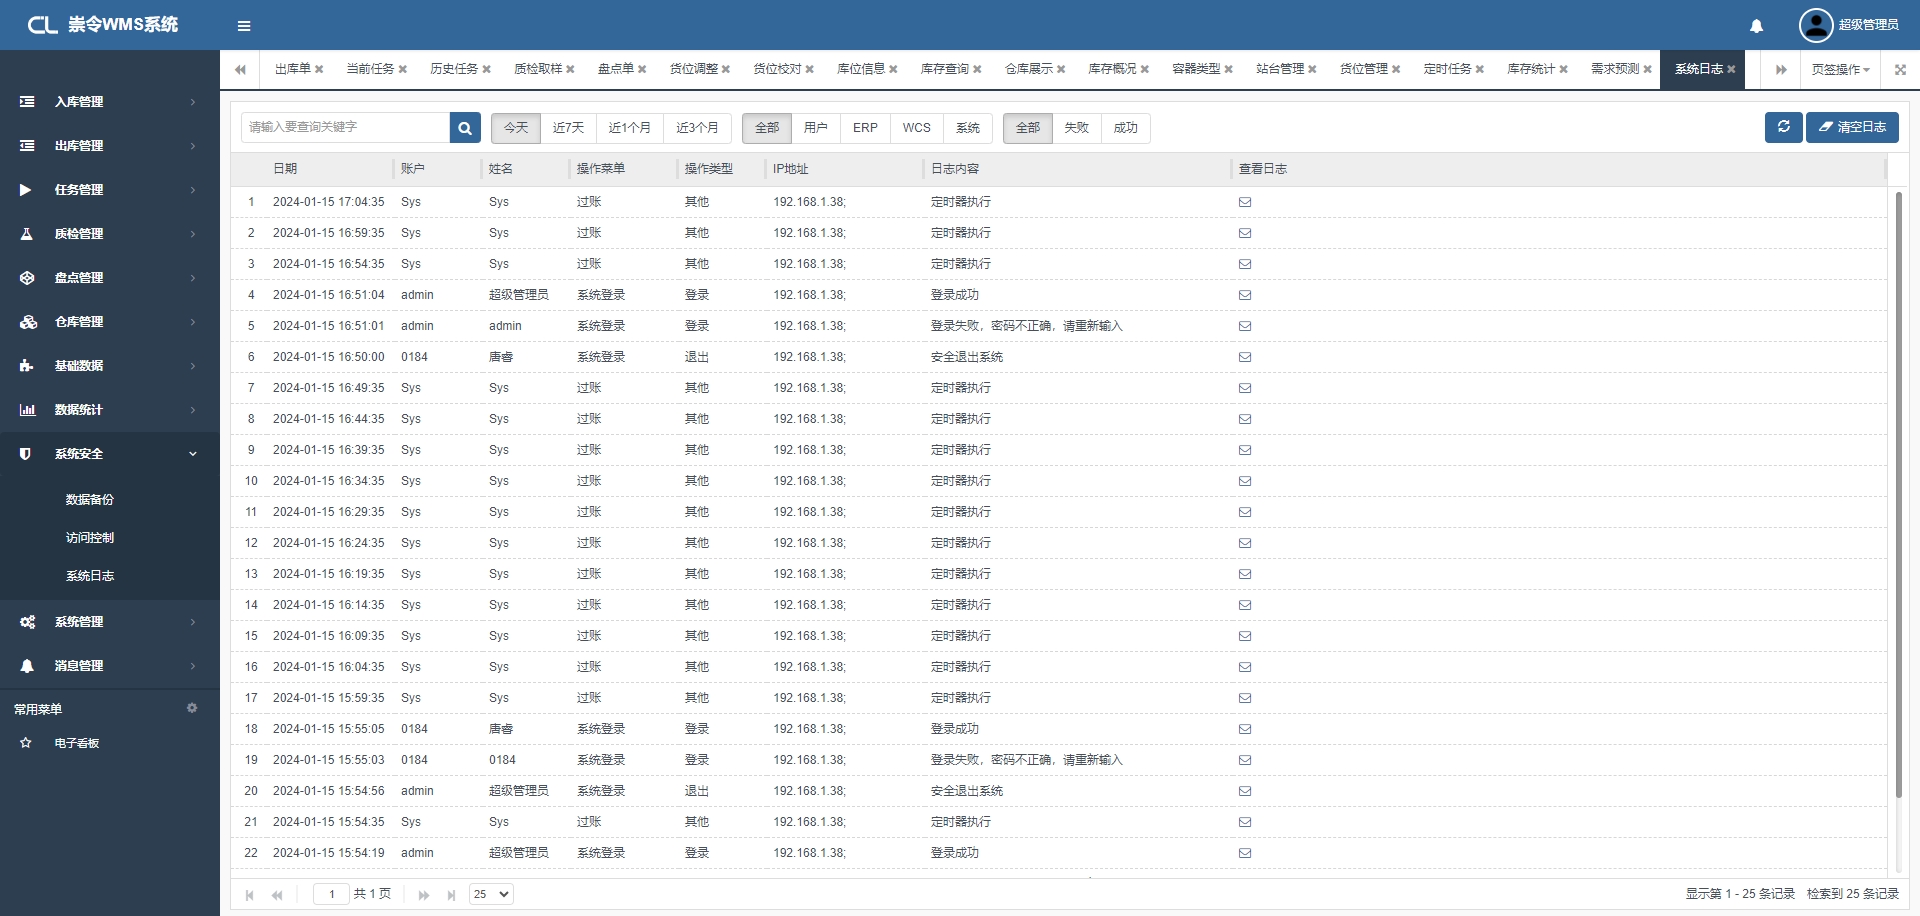 CL 崇令WMS系统
超级管理员
出库单 当前任务 历史任务 质检取样 盘点单 货位调整 货位校对 库位信息 库存查询 仓库展示 库存概况 容器类型 站台管理 货位管理 定时任务 库存统计 需求预测 系统日志 页签操作
入库管理
出库管理
任务管理
质检管理
盘点管理
仓库管理
基础数据
数据统计
系统安全
数据备份
访问控制
系统日志
系统管理
消息管理
常用菜单
电子看板
请输入要查询关键字 今天 近7天 近1个月 近3个月 全部 用户 ERP WCS 系统 全部 失败 成功 清空日志
日期 账户 姓名 操作菜单 操作类型 IP地址 日志内容 查看日志
1 2024-01-15 17:04:35 Sys Sys 过账 其他 192.168.1.38; 定时器执行
2 2024-01-15 16:59:35 Sys Sys 过账 其他 192.168.1.38; 定时器执行
3 2024-01-15 16:54:35 Sys Sys 过账 其他 192.168.1.38; 定时器执行
4 2024-01-15 16:51:04 admin 超级管理员 系统登录 登录 192.168.1.38; 登录成功
5 2024-01-15 16:51:01 admin admin 系统登录 登录 192.168.1.38; 登录失败，密码不正确，请重新输入
6 2024-01-15 16:50:00 0184 唐睿 系统登录 退出 192.168.1.38; 安全退出系统
7 2024-01-15 16:49:35 Sys Sys 过账 其他 192.168.1.38; 定时器执行
8 2024-01-15 16:44:35 Sys Sys 过账 其他 192.168.1.38; 定时器执行
9 2024-01-15 16:39:35 Sys Sys 过账 其他 192.168.1.38; 定时器执行
10 2024-01-15 16:34:35 Sys Sys 过账 其他 192.168.1.38; 定时器执行
11 2024-01-15 16:29:35 Sys Sys 过账 其他 192.168.1.38; 定时器执行
12 2024-01-15 16:24:35 Sys Sys 过账 其他 192.168.1.38; 定时器执行
13 2024-01-15 16:19:35 Sys Sys 过账 其他 192.168.1.38; 定时器执行
14 2024-01-15 16:14:35 Sys Sys 过账 其他 192.168.1.38; 定时器执行
15 2024-01-15 16:09:35 Sys Sys 过账 其他 192.168.1.38; 定时器执行
16 2024-01-15 16:04:35 Sys Sys 过账 其他 192.168.1.38; 定时器执行
17 2024-01-15 15:59:35 Sys Sys 过账 其他 192.168.1.38; 定时器执行
18 2024-01-15 15:55:05 0184 唐睿 系统登录 登录 192.168.1.38; 登录成功
19 2024-01-15 15:55:03 0184 0184 系统登录 登录 192.168.1.38; 登录失败，密码不正确，请重新输入
20 2024-01-15 15:54:56 admin 超级管理员 系统登录 退出 192.168.1.38; 安全退出系统
21 2024-01-15 15:54:35 Sys Sys 过账 其他 192.168.1.38; 定时器执行
22 2024-01-15 15:54:19 admin 超级管理员 系统登录 登录 192.168.1.38; 登录成功
1 共 1 页 25 显示第 1 - 25 条记录 检索到 25 条记录